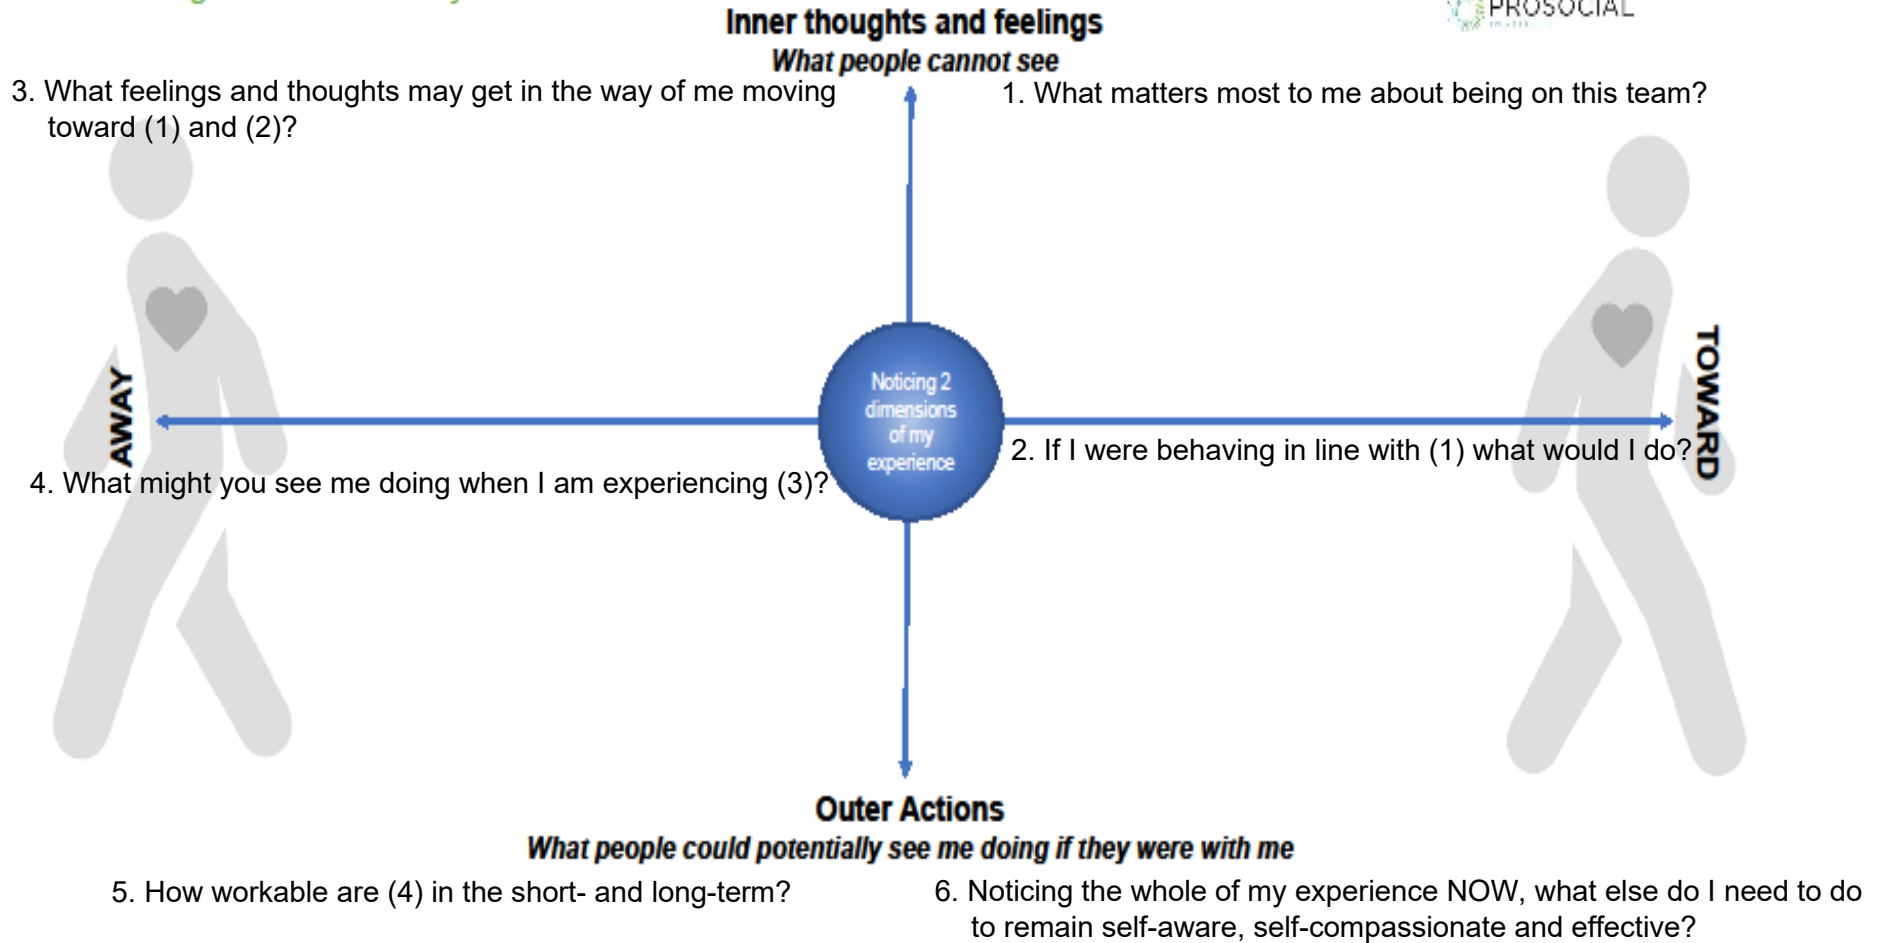 PROSOCIAL
Inner thoughts and feelings
What people cannot see
3. What feelings and thoughts may get in the way of me moving
toward (1) and (2)?
1. What matters most to me about being on this team?
AWAY
TOWARD
Noticing 2
dimensions
of my
experience
2. If I were behaving in line with (1) what would I do?
4. What might you see me doing when I am experiencing (3)?
Outer Actions
What people could potentially see me doing if they were with me
5. How workable are (4) in the short- and long-term?
6. Noticing the whole of my experience NOW, what else do I need to do
to remain self-aware, self-compassionate and effective?